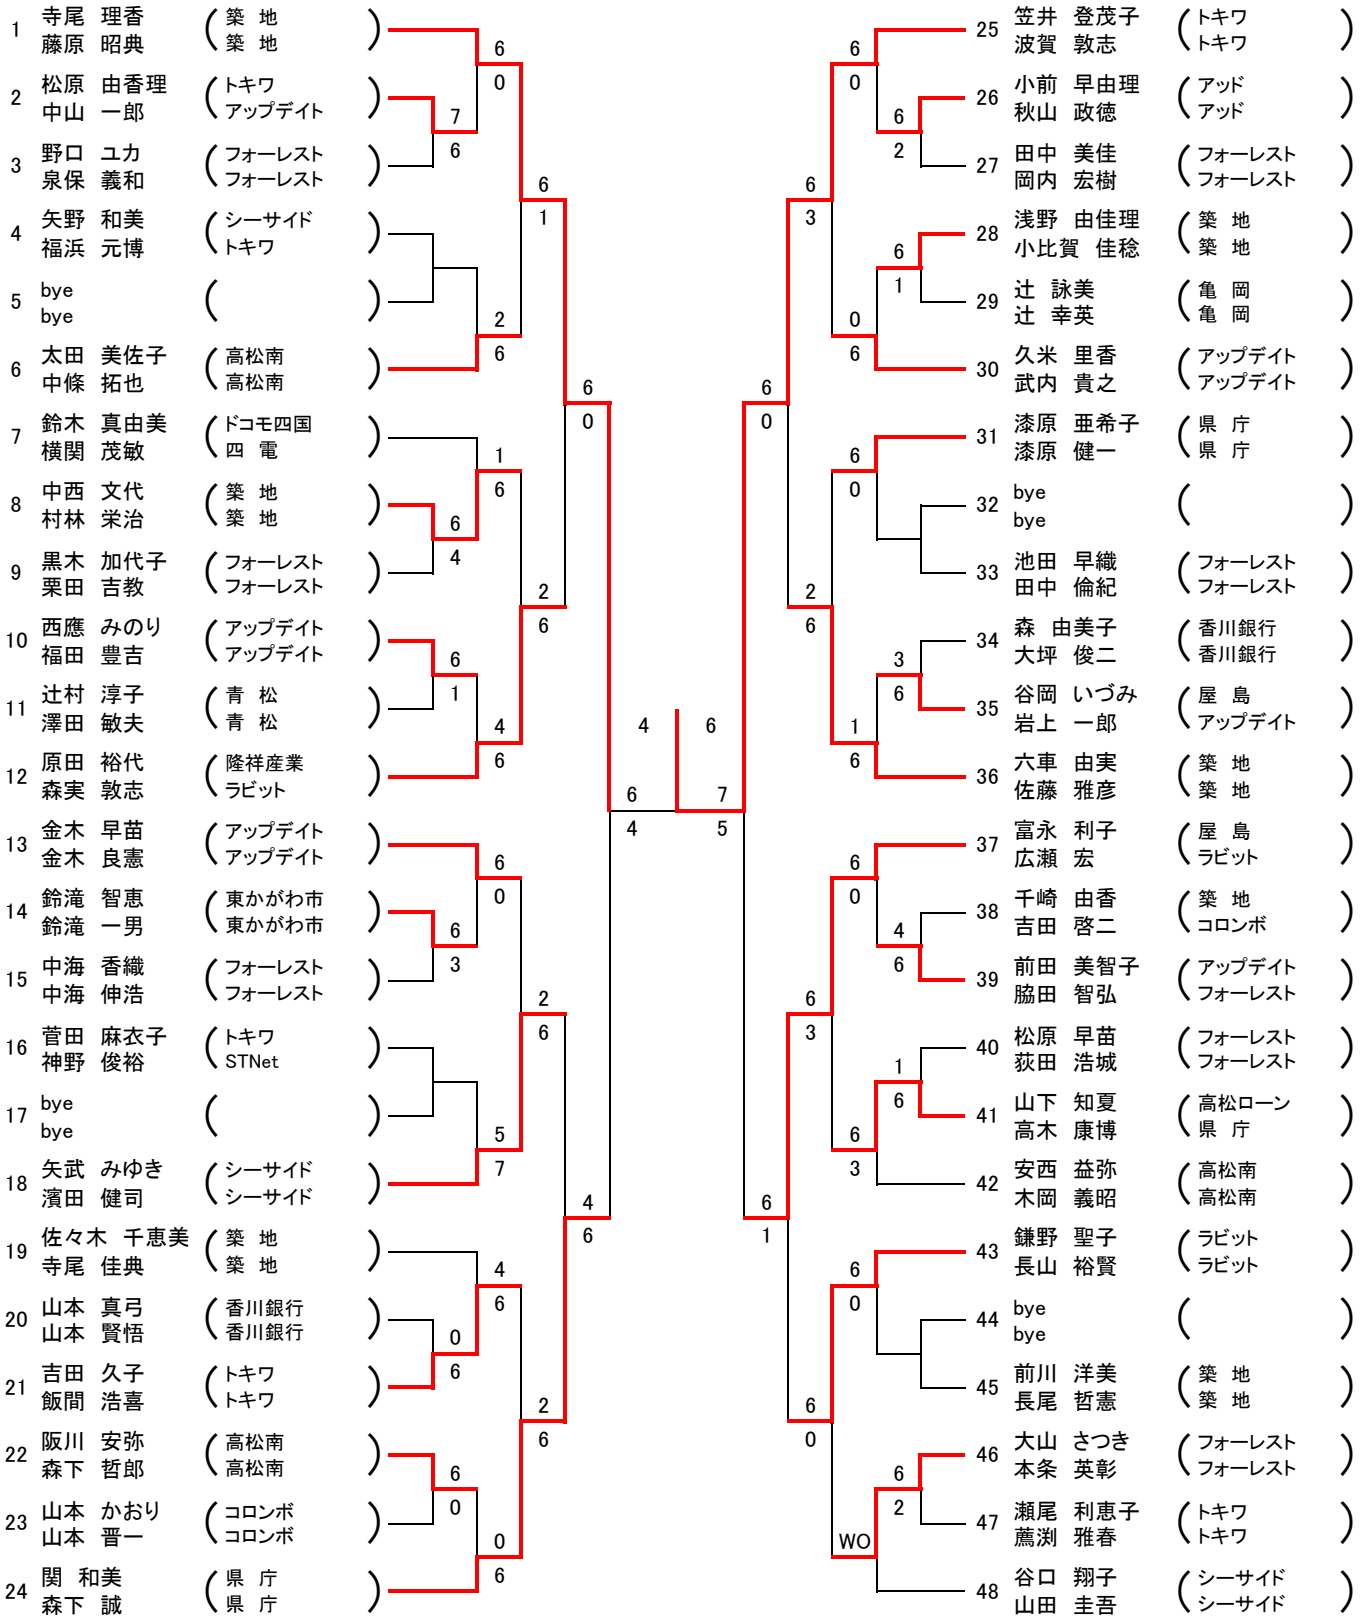 1 寺尾 理香 ( 築 地 )
藤原 昭典 築 地
2 松原 由香理 ( トキワ )
中山 一郎 アップデイト
3 野口 ユカ ( フォーレスト )
泉保 義和 フォーレスト
4 矢野 和美 ( シーサイド )
福浜 元博 トキワ
5 bye ( )
bye
6 太田 美佐子 ( 高松南 )
中條 拓也 高松南
7 鈴木 真由美 ( ドコモ四国 )
横関 茂敏 四 電
8 中西 文代 ( 築 地 )
村林 栄治 築 地
9 黒木 加代子 ( フォーレスト )
栗田 吉教 フォーレスト
10 西應 みのり ( アップデイト )
福田 豊吉 アップデイト
11 辻村 淳子 ( 青 松 )
澤田 敏夫 青 松
12 原田 裕代 ( 隆祥産業 )
森実 敦志 ラビット
13 金木 早苗 ( アップデイト )
金木 良憲 アップデイト
14 鈴滝 智恵 ( 東かがわ市 )
鈴滝 一男 東かがわ市
15 中海 香織 ( フォーレスト )
中海 伸浩 フォーレスト
16 菅田 麻衣子 ( トキワ )
神野 俊裕 STNet
17 bye ( )
bye
18 矢武 みゆき ( シーサイド )
濱田 健司 シーサイド
19 佐々木 千恵美 ( 築 地 )
寺尾 佳典 築 地
20 山本 真弓 ( 香川銀行 )
山本 賢悟 香川銀行
21 吉田 久子 ( トキワ )
飯間 浩喜 トキワ
22 阪川 安弥 ( 高松南 )
森下 哲郎 高松南
23 山本 かおり ( コロンボ )
山本 晋一 コロンボ
24 関 和美 ( 県 庁 )
森下 誠 県 庁
7
6
6
4
6
1
6
3
0
6
6
0
6
0
2
6
1
6
4
6
6
0
5
7
4
6
0
6
6
1
2
6
2
6
2
6
6
0
4
6
6
4
4
6
7
5
6
0
6
1
6
3
2
6
6
3
6
0
6
0
0
6
6
0
1
6
6
0
6
3
6
0
WO
6
2
6
1
3
6
4
6
1
6
6
2
25 笠井 登茂子 ( トキワ )
波賀 敦志 トキワ
26 小前 早由理 ( アッド )
秋山 政徳 アッド
27 田中 美佳 ( フォーレスト )
岡内 宏樹 フォーレスト
28 浅野 由佳理 ( 築 地 )
小比賀 佳稔 築 地
29 辻 詠美 ( 亀 岡 )
辻 幸英 亀 岡
30 久米 里香 ( アップデイト )
武内 貴之 アップデイト
31 漆原 亜希子 ( 県 庁 )
漆原 健一 県 庁
32 bye ( )
bye
33 池田 早織 ( フォーレスト )
田中 倫紀 フォーレスト
34 森 由美子 ( 香川銀行 )
大坪 俊二 香川銀行
35 谷岡 いづみ ( 屋 島 )
岩上 一郎 アップデイト
36 六車 由実 ( 築 地 )
佐藤 雅彦 築 地
37 富永 利子 ( 屋 島 )
広瀬 宏 ラビット
38 千崎 由香 ( 築 地 )
吉田 啓二 コロンボ
39 前田 美智子 ( アップデイト )
脇田 智弘 フォーレスト
40 松原 早苗 ( フォーレスト )
荻田 浩城 フォーレスト
41 山下 知夏 ( 高松ローン )
高木 康博 県 庁
42 安西 益弥 ( 高松南 )
木岡 義昭 高松南
43 鎌野 聖子 ( ラビット )
長山 裕賢 ラビット
44 bye ( )
bye
45 前川 洋美 ( 築 地 )
長尾 哲憲 築 地
46 大山 さつき ( フォーレスト )
本条 英彰 フォーレスト
47 瀬尾 利恵子 ( トキワ )
薦渕 雅春 トキワ
48 谷口 翔子 ( シーサイド )
山田 圭吾 シーサイド